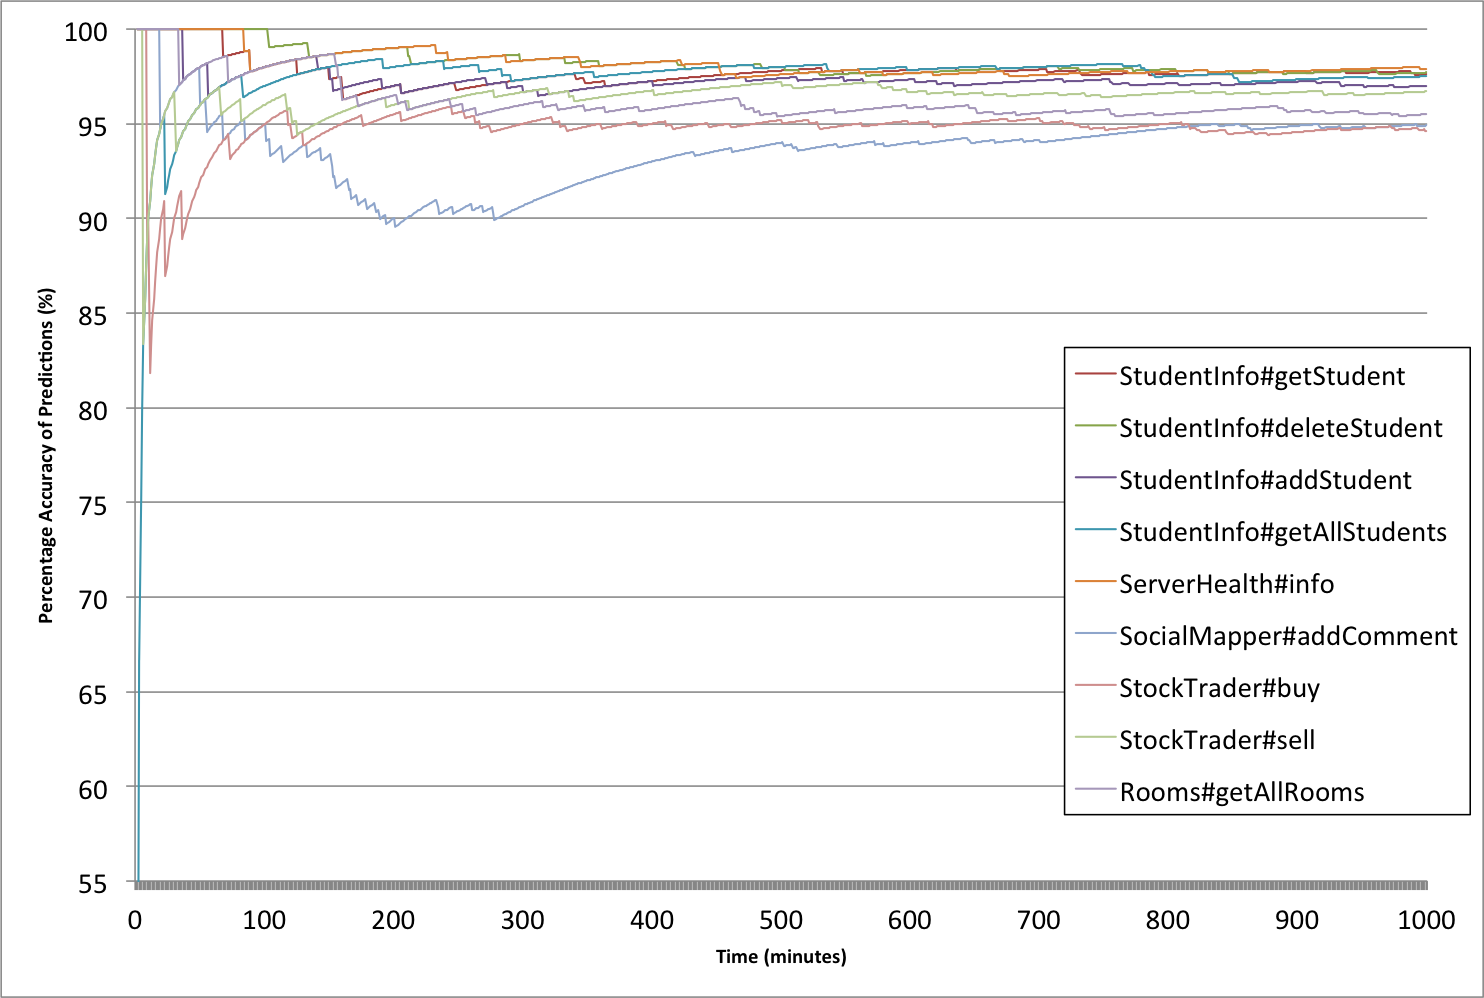 100
95
90
85
80
75
70
65
60
55
Percentage Accuracy of Predictions (%)
0 100 200 300 400 500 600 700 800 900 1000
Time (minutes)
StudentInfo#getStudent
StudentInfo#deleteStudent
StudentInfo#addStudent
StudentInfo#getAllStudents
ServerHealth#info
SocialMapper#addComment
StockTrader#buy
StockTrader#sell
Rooms#getAllRooms